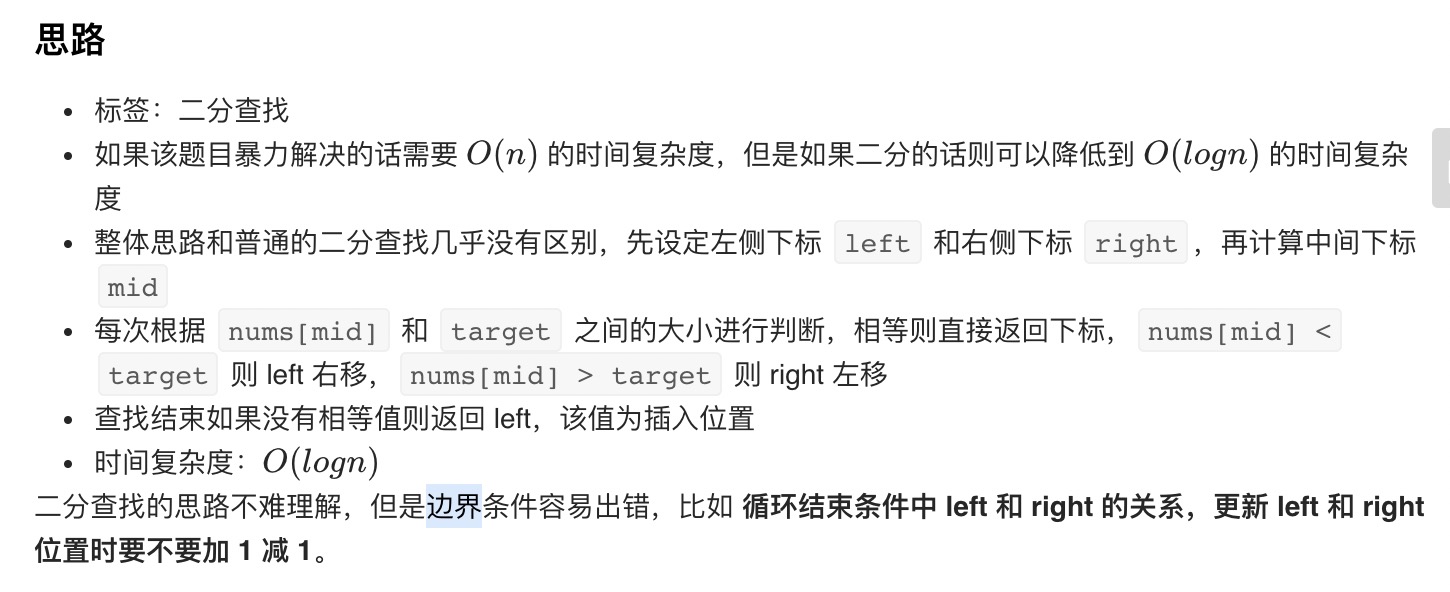 思路
• 标签：二分查找
• 如果该题目暴力解决的话需要 O(n) 的时间复杂度，但是如果二分的话则可以降低到 O(logn) 的时间复杂
度
• 整体思路和普通的二分查找几乎没有区别，先设定左侧下标 left 和右侧下标 right，再计算中间下标
mid
• 每次根据 nums[mid] 和 target 之间的大小进行判断，相等则直接返回下标， nums[mid] <
target 则 left 右移， nums[mid] > target 则 right 左移
• 查找结束如果没有相等值则返回 left，该值为插入位置
• 时间复杂度：O(logn)
二分查找的思路不难理解，但是边界条件容易出错，比如 循环结束条件中 left 和 right 的关系，更新 left 和 right
位置时要不要加 1 减 1。